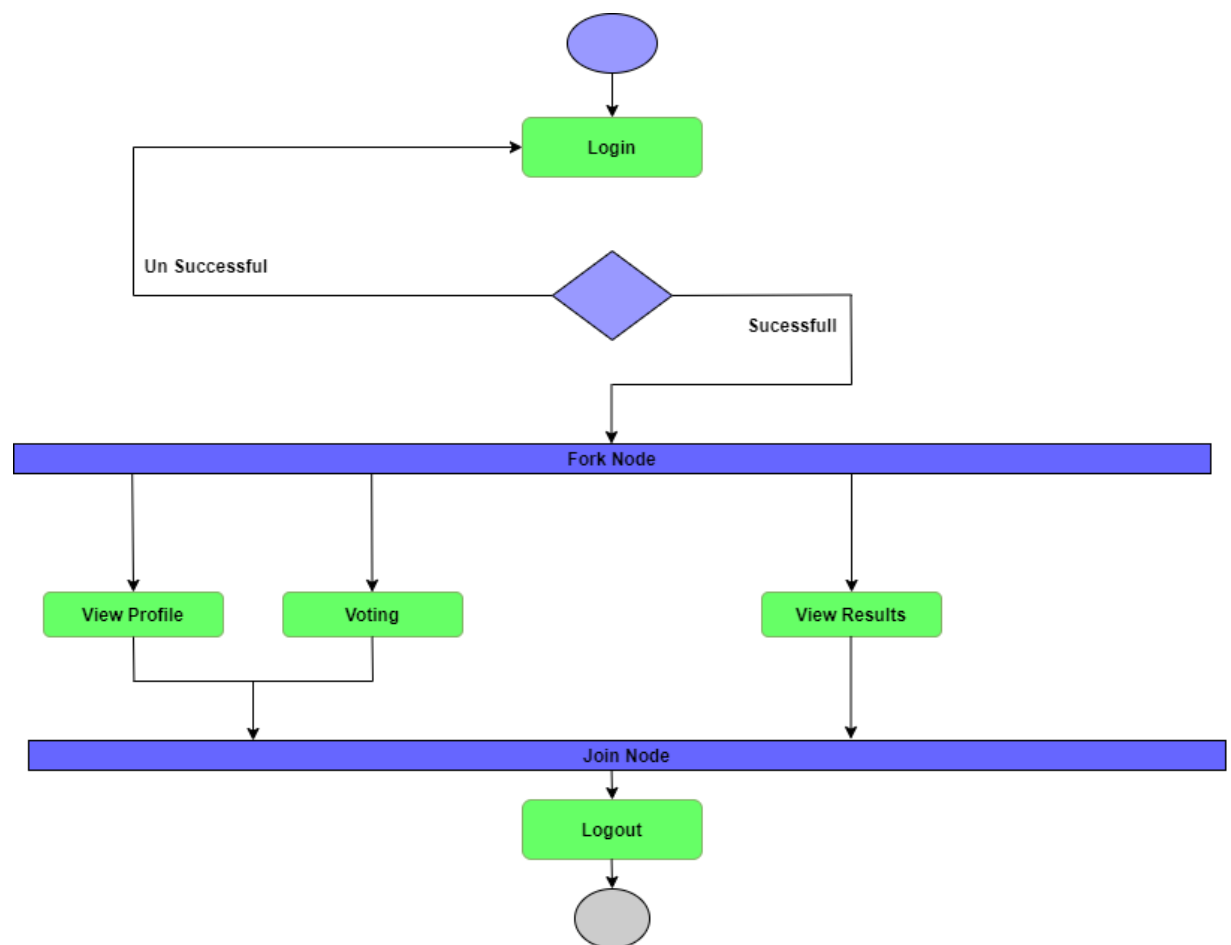 Login
Un Successful
Sucessfull
Fork Node
View Profile
Voting
View Results
Join Node
Logout